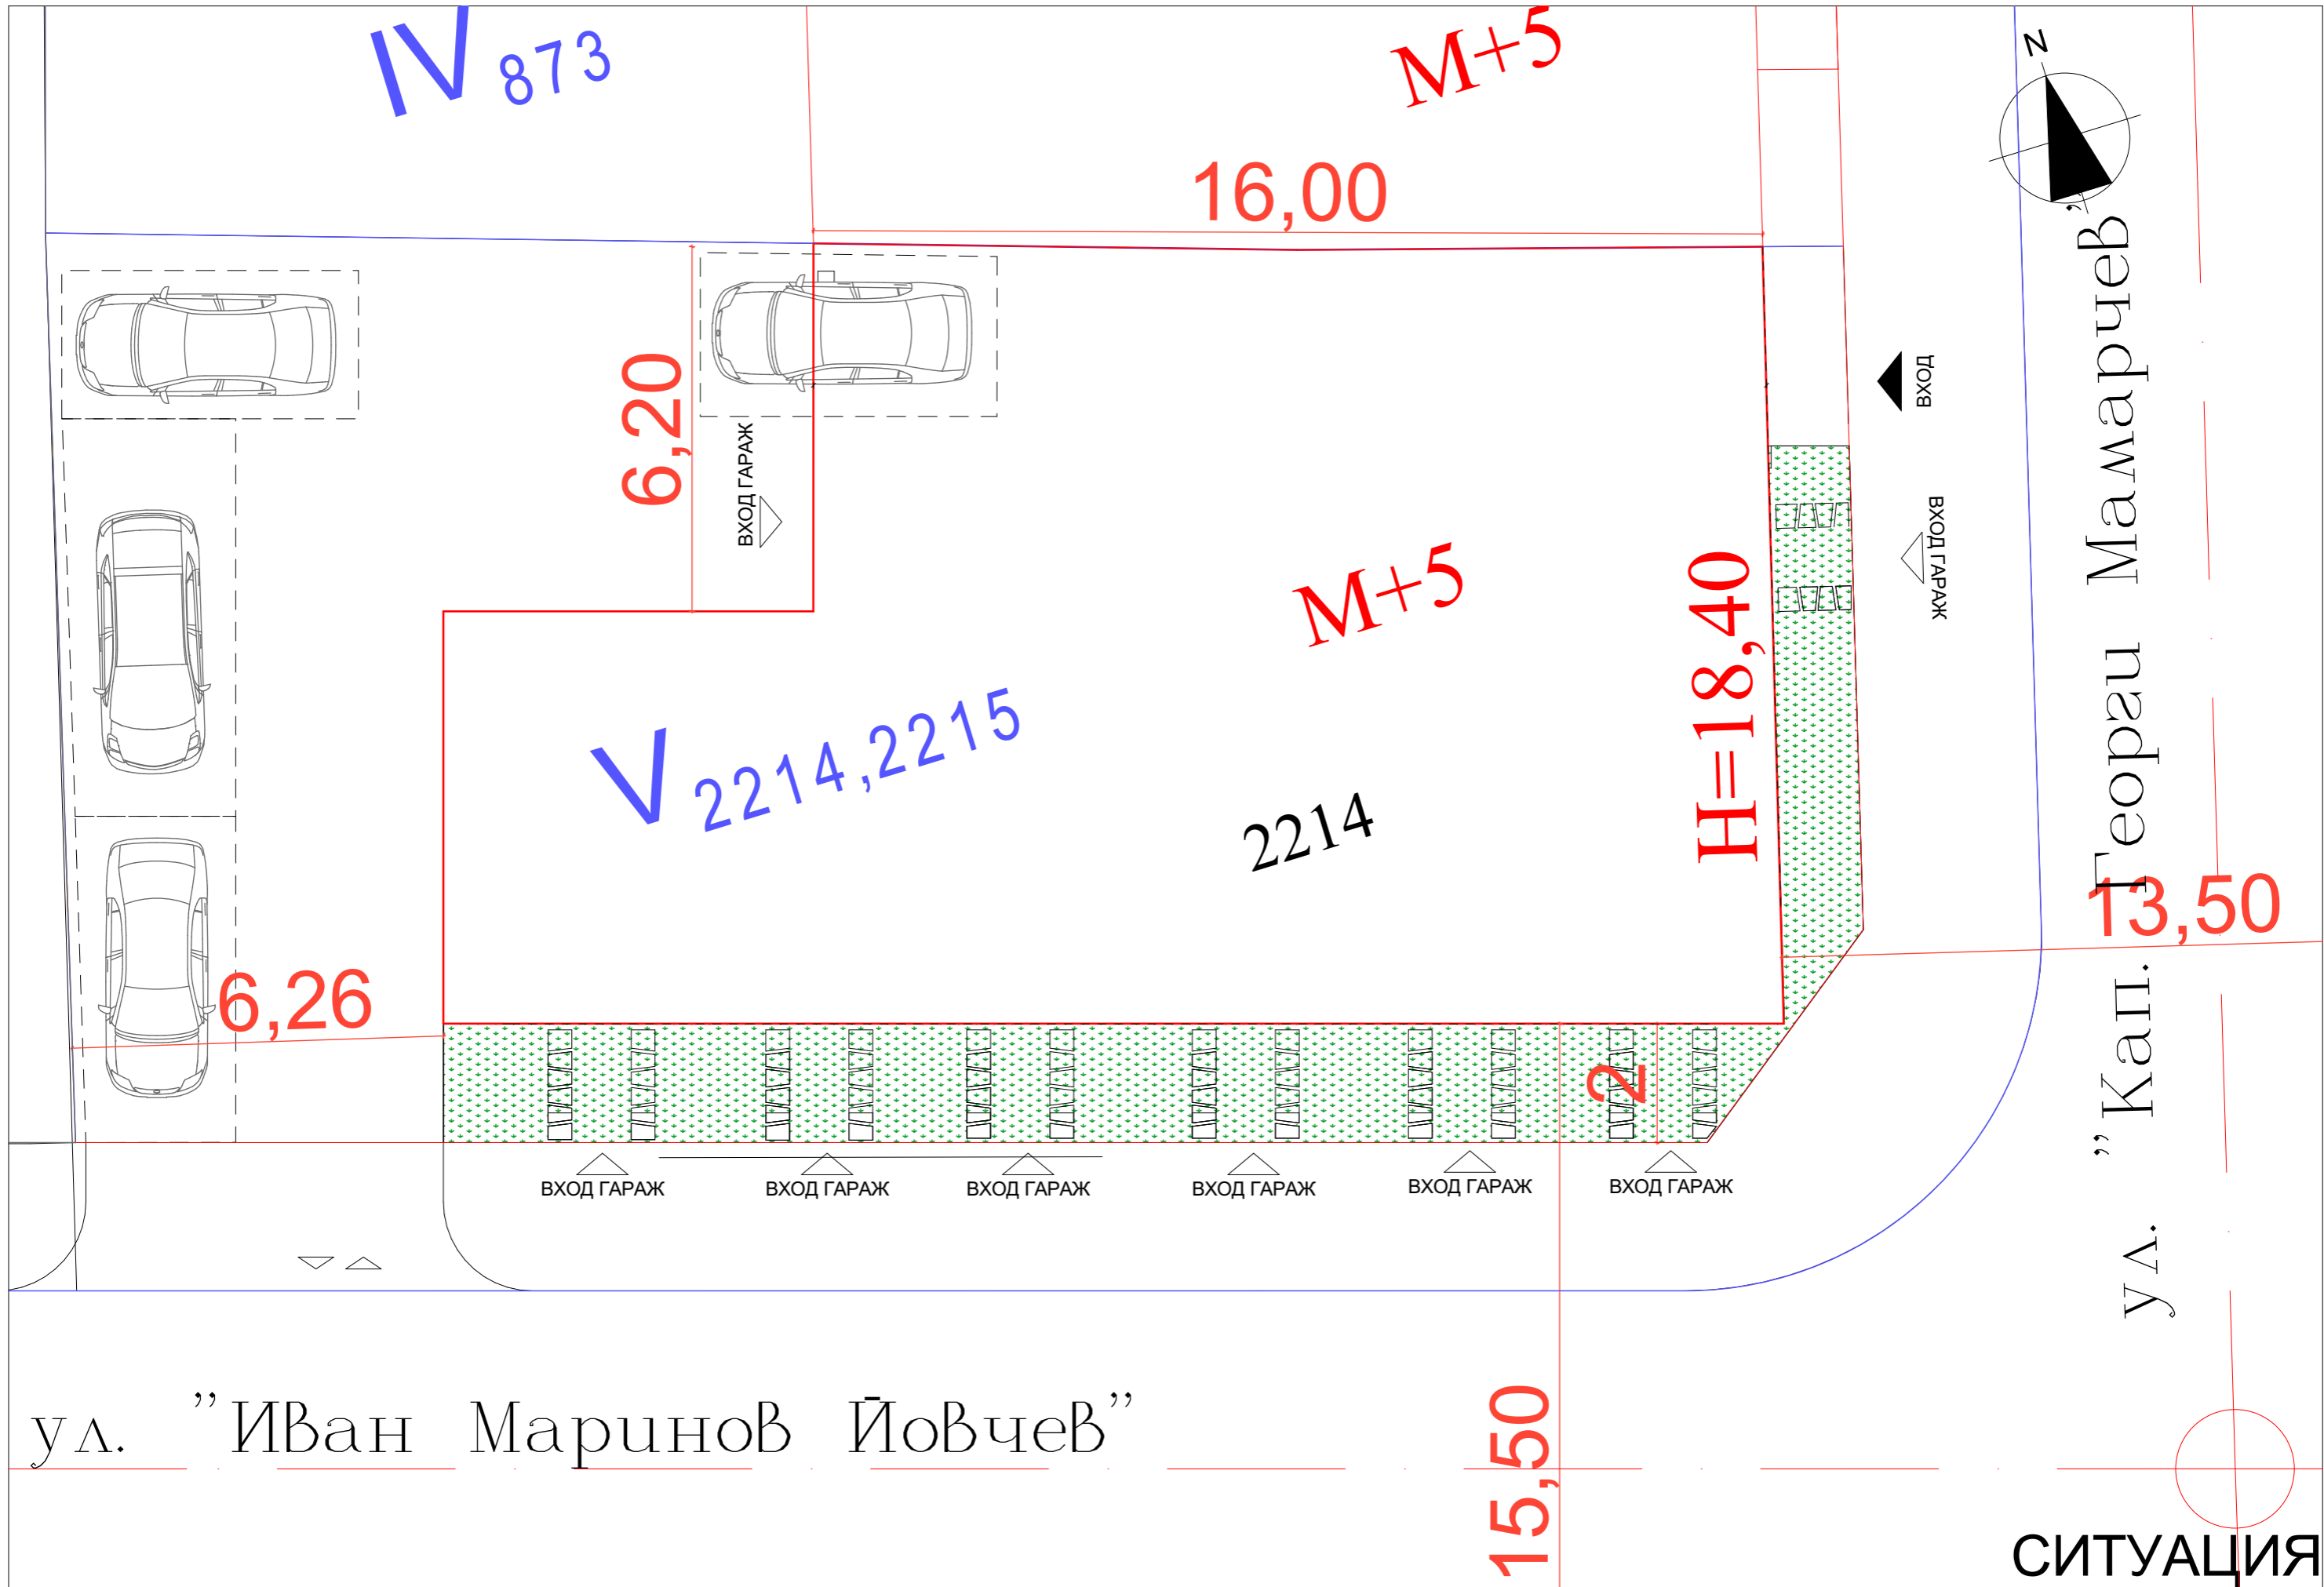 IV 873
M+5
N
16,00
6,20
ВХОД ГАРАЖ
ВХОД
ВХОД ГАРАЖ
M+5
H=18,40
V 2214,2215
2214
ул. "Кап. Георги Мамарчев"
13,50
6,26
2
ВХОД ГАРАЖ
ВХОД ГАРАЖ
ВХОД ГАРАЖ
ВХОД ГАРАЖ
ВХОД ГАРАЖ
ВХОД ГАРАЖ
ул. "Иван Маринов Йовчев"
15,50
СИТУАЦИЯ